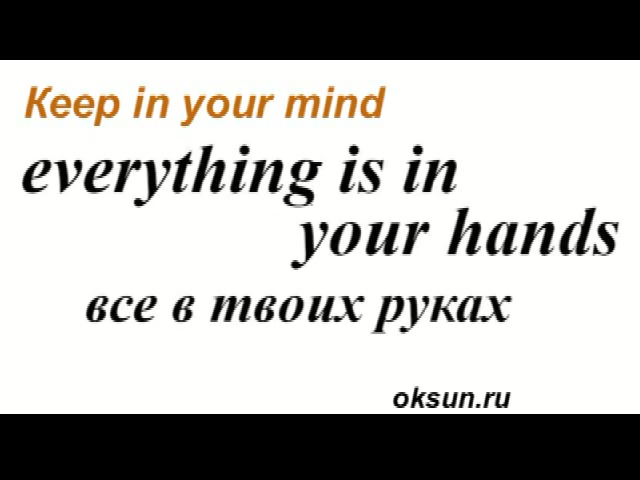 Keep in your mind
everything is in
your hands
все в твоих руках
oksun.ru